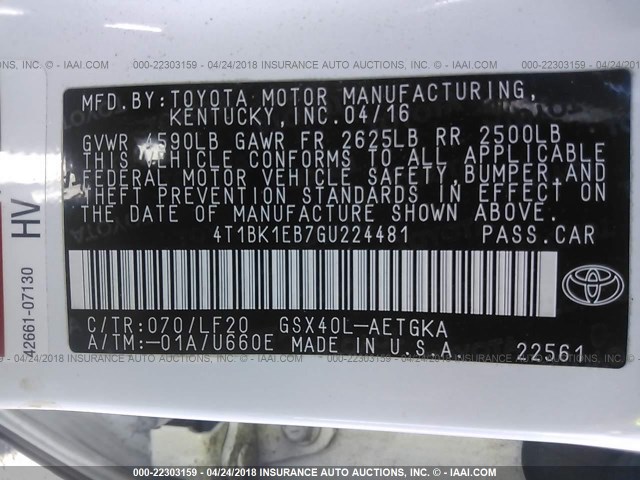 000-22303159 - 04/24/2018 INSURANCE AUTO AUCTIONS, INC. - © IAAI.COM
MFD.BY:TOYOTA MOTOR MANUFACTURING,
KENTUCKY,INC.04/16
GVWR 4590LB GAWR FR 2625LB RR 2500LB
THIS VEHICLE CONFORMS TO ALL APPLICABLE
FEDERAL MOTOR VEHICLE SAFETY,BUMPER,AND
THEFT PREVENTION STANDARDS IN EFFECT ON
THE DATE OF MANUFACTURE SHOWN ABOVE.
4T1BK1EB7GU224481 PASS.CAR
C/TR:070/LF20 GSX40L-AETGKA
A/TM:-01A/U660E MADE IN U.S.A 22561
42661-07130 HV
000-22303159 - 04/24/2018 INSURANCE AUTO AUCTIONS, INC. - © IAAI.COM
000-22303159 - 04/24/2018 INSURANCE AUTO AUCTIONS, INC. - © IAAI.COM